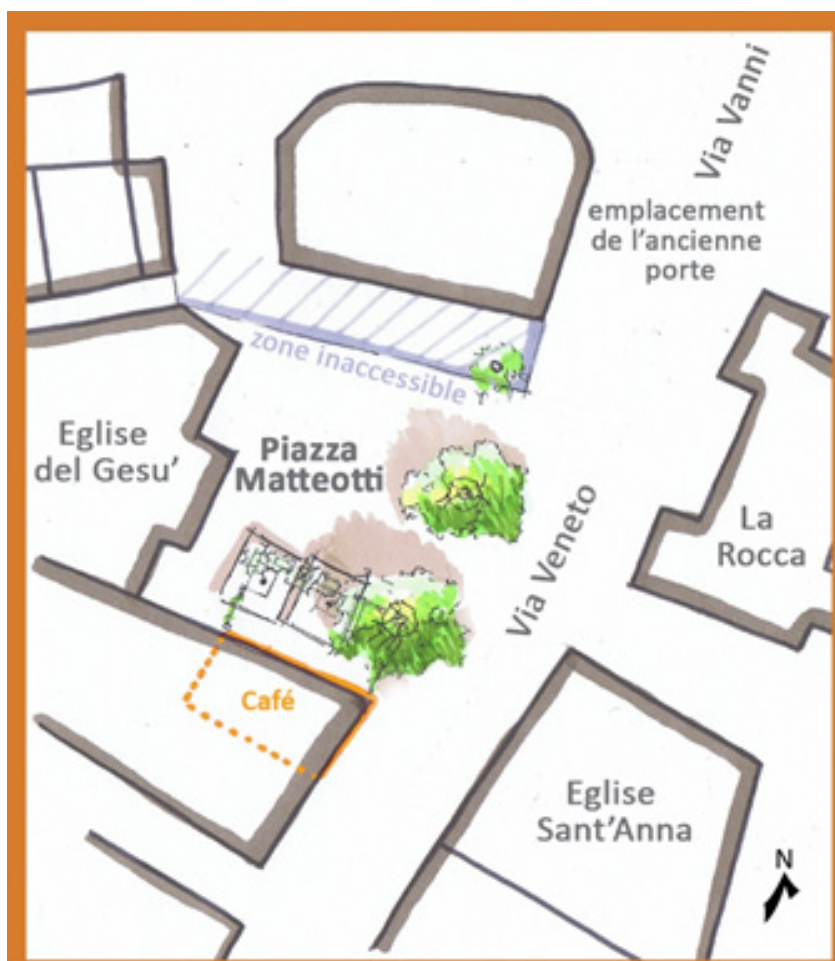 Via Vanni
emplacement
de l'ancienne
porte
zone inaccessible
Eglise
del Gesu'
Piazza
Matteotti
La
Rocca
Via Veneto
Café
Eglise
Sant'Anna
N